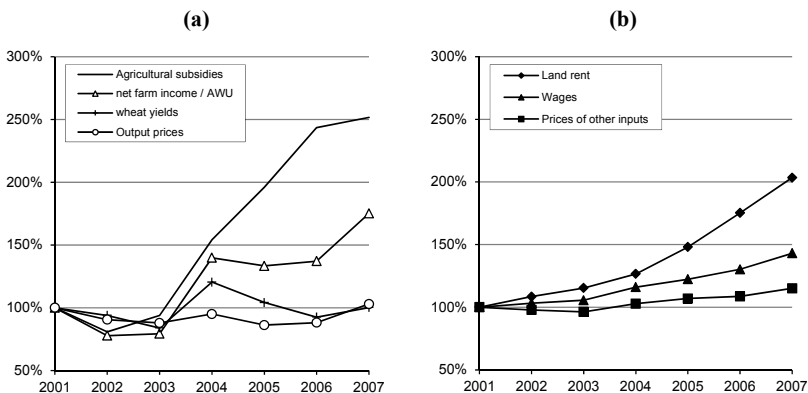 (a)
300%
250%
200%
150%
100%
50%
Agricultural subsidies
net farm income / AWU
wheat yields
Output prices
2001 2002 2003 2004 2005 2006 2007
(b)
300%
250%
200%
150%
100%
50%
Land rent
Wages
Prices of other inputs
2001 2002 2003 2004 2005 2006 2007